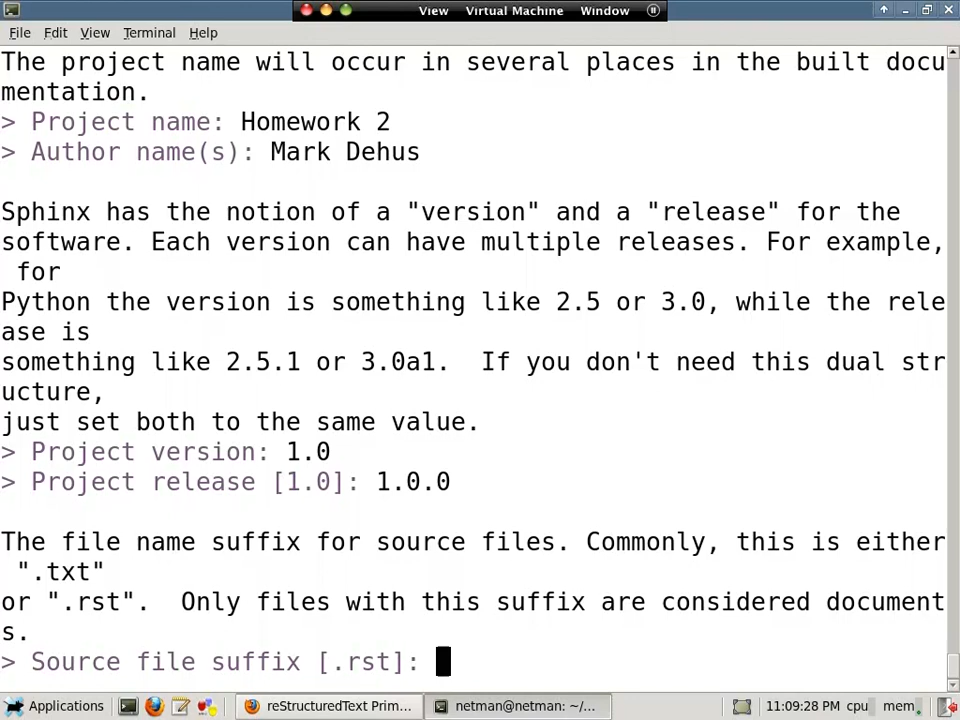 View Virtual Machine Window
File Edit View Terminal Help
The project name will occur in several places in the built docu
mentation.
> Project name: Homework 2
> Author name(s): Mark Dehus
Sphinx has the notion of a "version" and a "release" for the
software. Each version can have multiple releases. For example,
for
Python the version is something like 2.5 or 3.0, while the rele
ase is
something like 2.5.1 or 3.0a1.  If you don't need this dual str
ucture,
just set both to the same value.
> Project version: 1.0
> Project release [1.0]: 1.0.0
The file name suffix for source files. Commonly, this is either
".txt"
or ".rst".  Only files with this suffix are considered document
s.
> Source file suffix [.rst]:
Applications reStructuredText Prim... netman@netman: ~/... 11:09:28 PM cpu mem